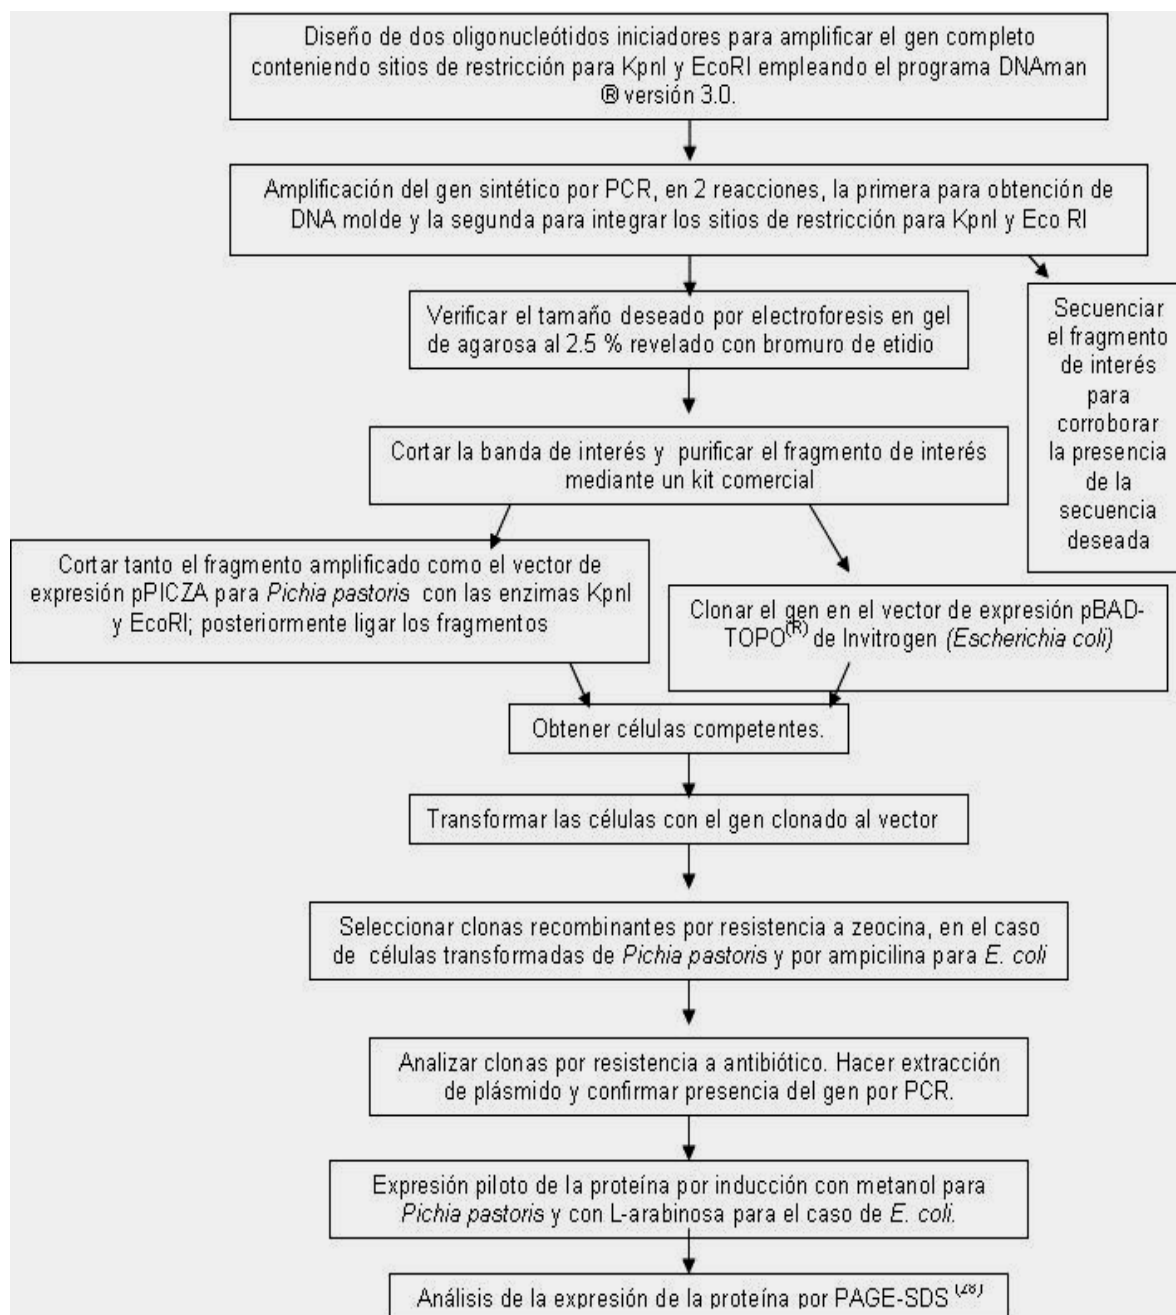 Diseño de dos oligonucleótidos iniciadores para amplificar el gen completo
conteniendo sitios de restricción para KpnI y EcoRI empleando el programa DNAman
® versión 3.0.
Amplificación del gen sintético por PCR, en 2 reacciones, la primera para obtención de
DNA molde y la segunda para integrar los sitios de restricción para KpnI y Eco RI
Verificar el tamaño deseado por electroforesis en gel
de agarosa al 2.5 % revelado con bromuro de etidio
Secuenciar
el fragmento
de interés
para
corroborar
la presencia
de la
secuencia
deseada
Cortar la banda de interés y purificar el fragmento de interés
mediante un kit comercial
Cortar tanto el fragmento amplificado como el vector de
expresión pPICZA para Pichia pastoris con las enzimas KpnI
y EcoRI; posteriormente ligar los fragmentos
Clonar el gen en el vector de expresión pBAD-
TOPO(R) de Invitrogen (Escherichia coli)
Obtener células competentes.
Transformar las células con el gen clonado al vector
Seleccionar clonas recombinantes por resistencia a zeocina, en el caso
de células transformadas de Pichia pastoris y por ampicilina para E. coli
Analizar clonas por resistencia a antibiótico. Hacer extracción
de plásmido y confirmar presencia del gen por PCR.
Expresión piloto de la proteína por inducción con metanol para
Pichia pastoris y con L-arabinosa para el caso de E. coli.
Análisis de la expresión de la proteína por PAGE-SDS (28)